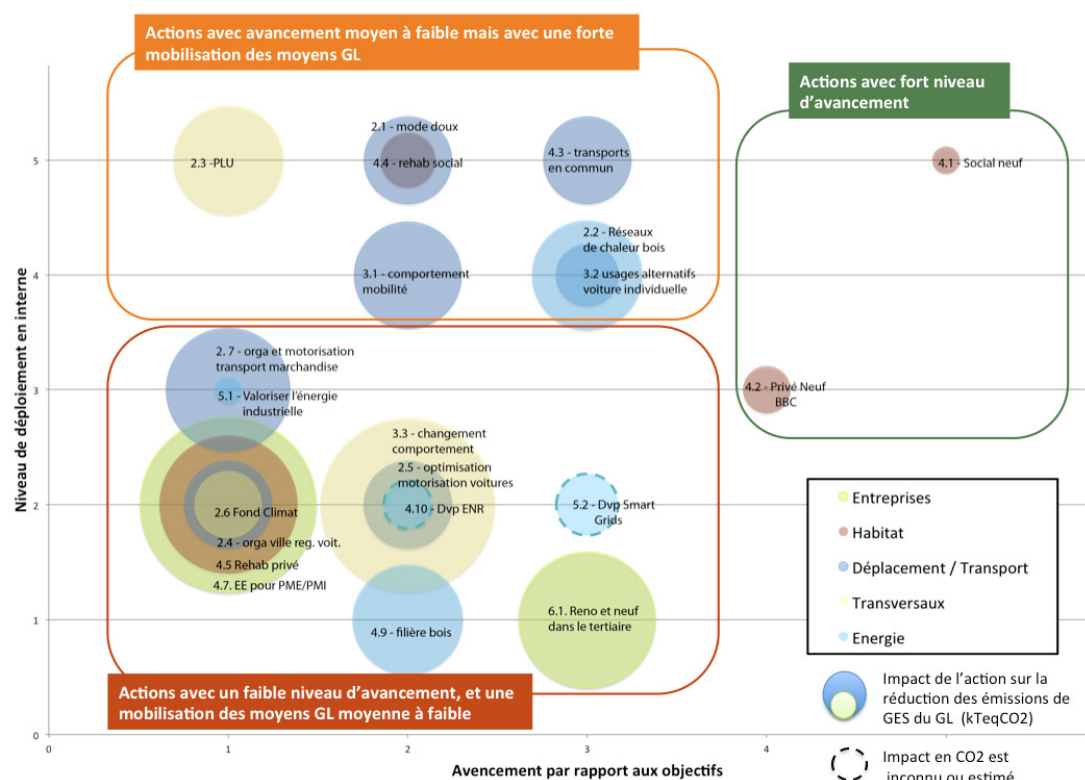 Actions avec avancement moyen à faible mais avec une forte
mobilisation des moyens GL
Actions avec fort niveau
d'avancement
Niveau de déploiement en interne
5
4
3
2
1
0
2.3 -PLU
2.1 - mode doux
4.4 - rehab social
4.3 - transports
en commun
4.1 - Social neuf
3.1 - comportement
mobilité
2.2 - Réseaux
de chaleur bois
3.2 usages alternatifs
voiture individuelle
2. 7 - orga et motorisation
transport marchandise
5.1 - Valoriser l'énergie
industrielle
4.2 - Privé Neuf
BBC
3.3 - changement
comportement
2.5 - optimisation
motorisation voitures
4.10 - Dvp ENR
5.2 - Dvp Smart
Grids
2.6 Fond Climat
2.4 - orga ville reg. voit.
4.5 Rehab privé
4.7. EE pour PME/PMI
4.9 - filière bois
6.1. Reno et neuf
dans le tertiaire
Entreprises
Habitat
Déplacement / Transport
Transversaux
Energie
Actions avec un faible niveau d'avancement, et une
mobilisation des moyens GL moyenne à faible
Impact de l'action sur la
réduction des émissions de
GES du GL (kTeqCO2)
Impact en CO2 est
inconnu ou estimé
0
1
2
3
4
Avencement par rapport aux objectifs